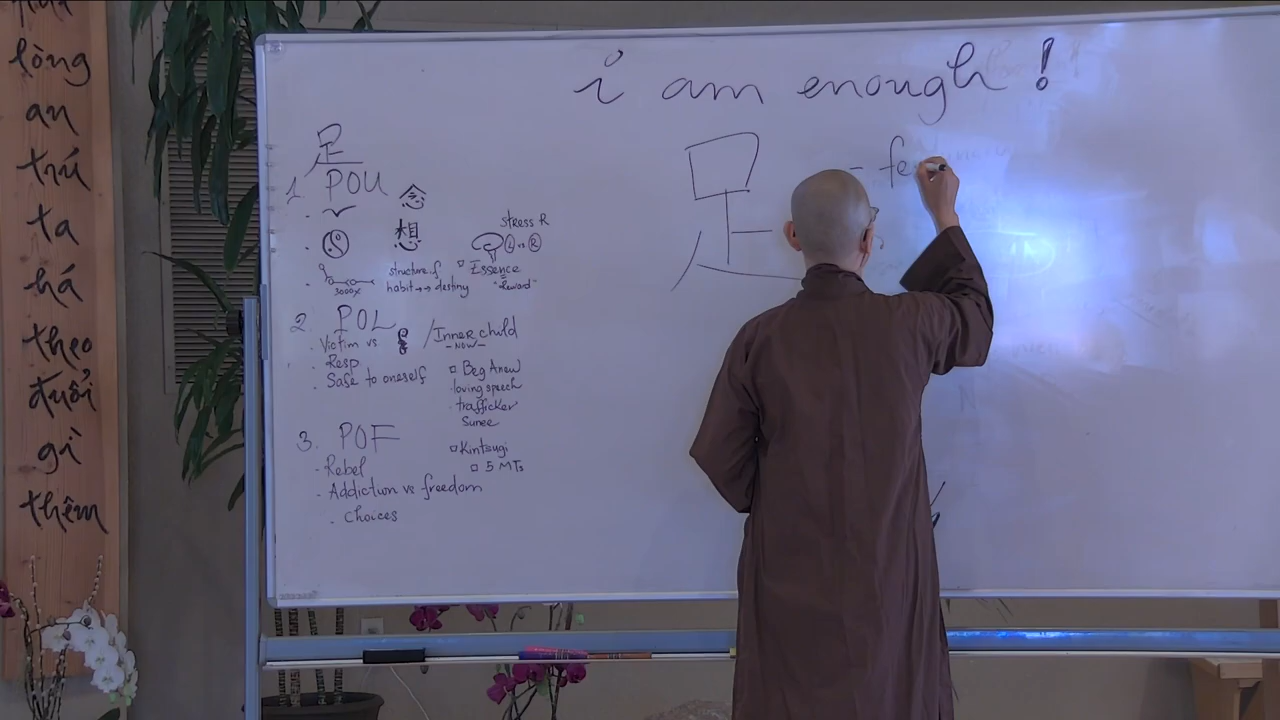 lòng
an
trú
ta
há
theo
đuổi
gì
thêm
i am enough !
足
1 POU 念
想
stress R
L vs R
3000x
structure of
habit →→ destiny
Essence
"Reward"
2. POL
Victim vs
/Inner child
- NOW -
Resp
Safe to oneself
Beg Anew
loving speech
trafficker
Sunee
3. POF
Kintsugi
- Rebel
5 MTs
- Addiction vs freedom
- Choices
足
- fe